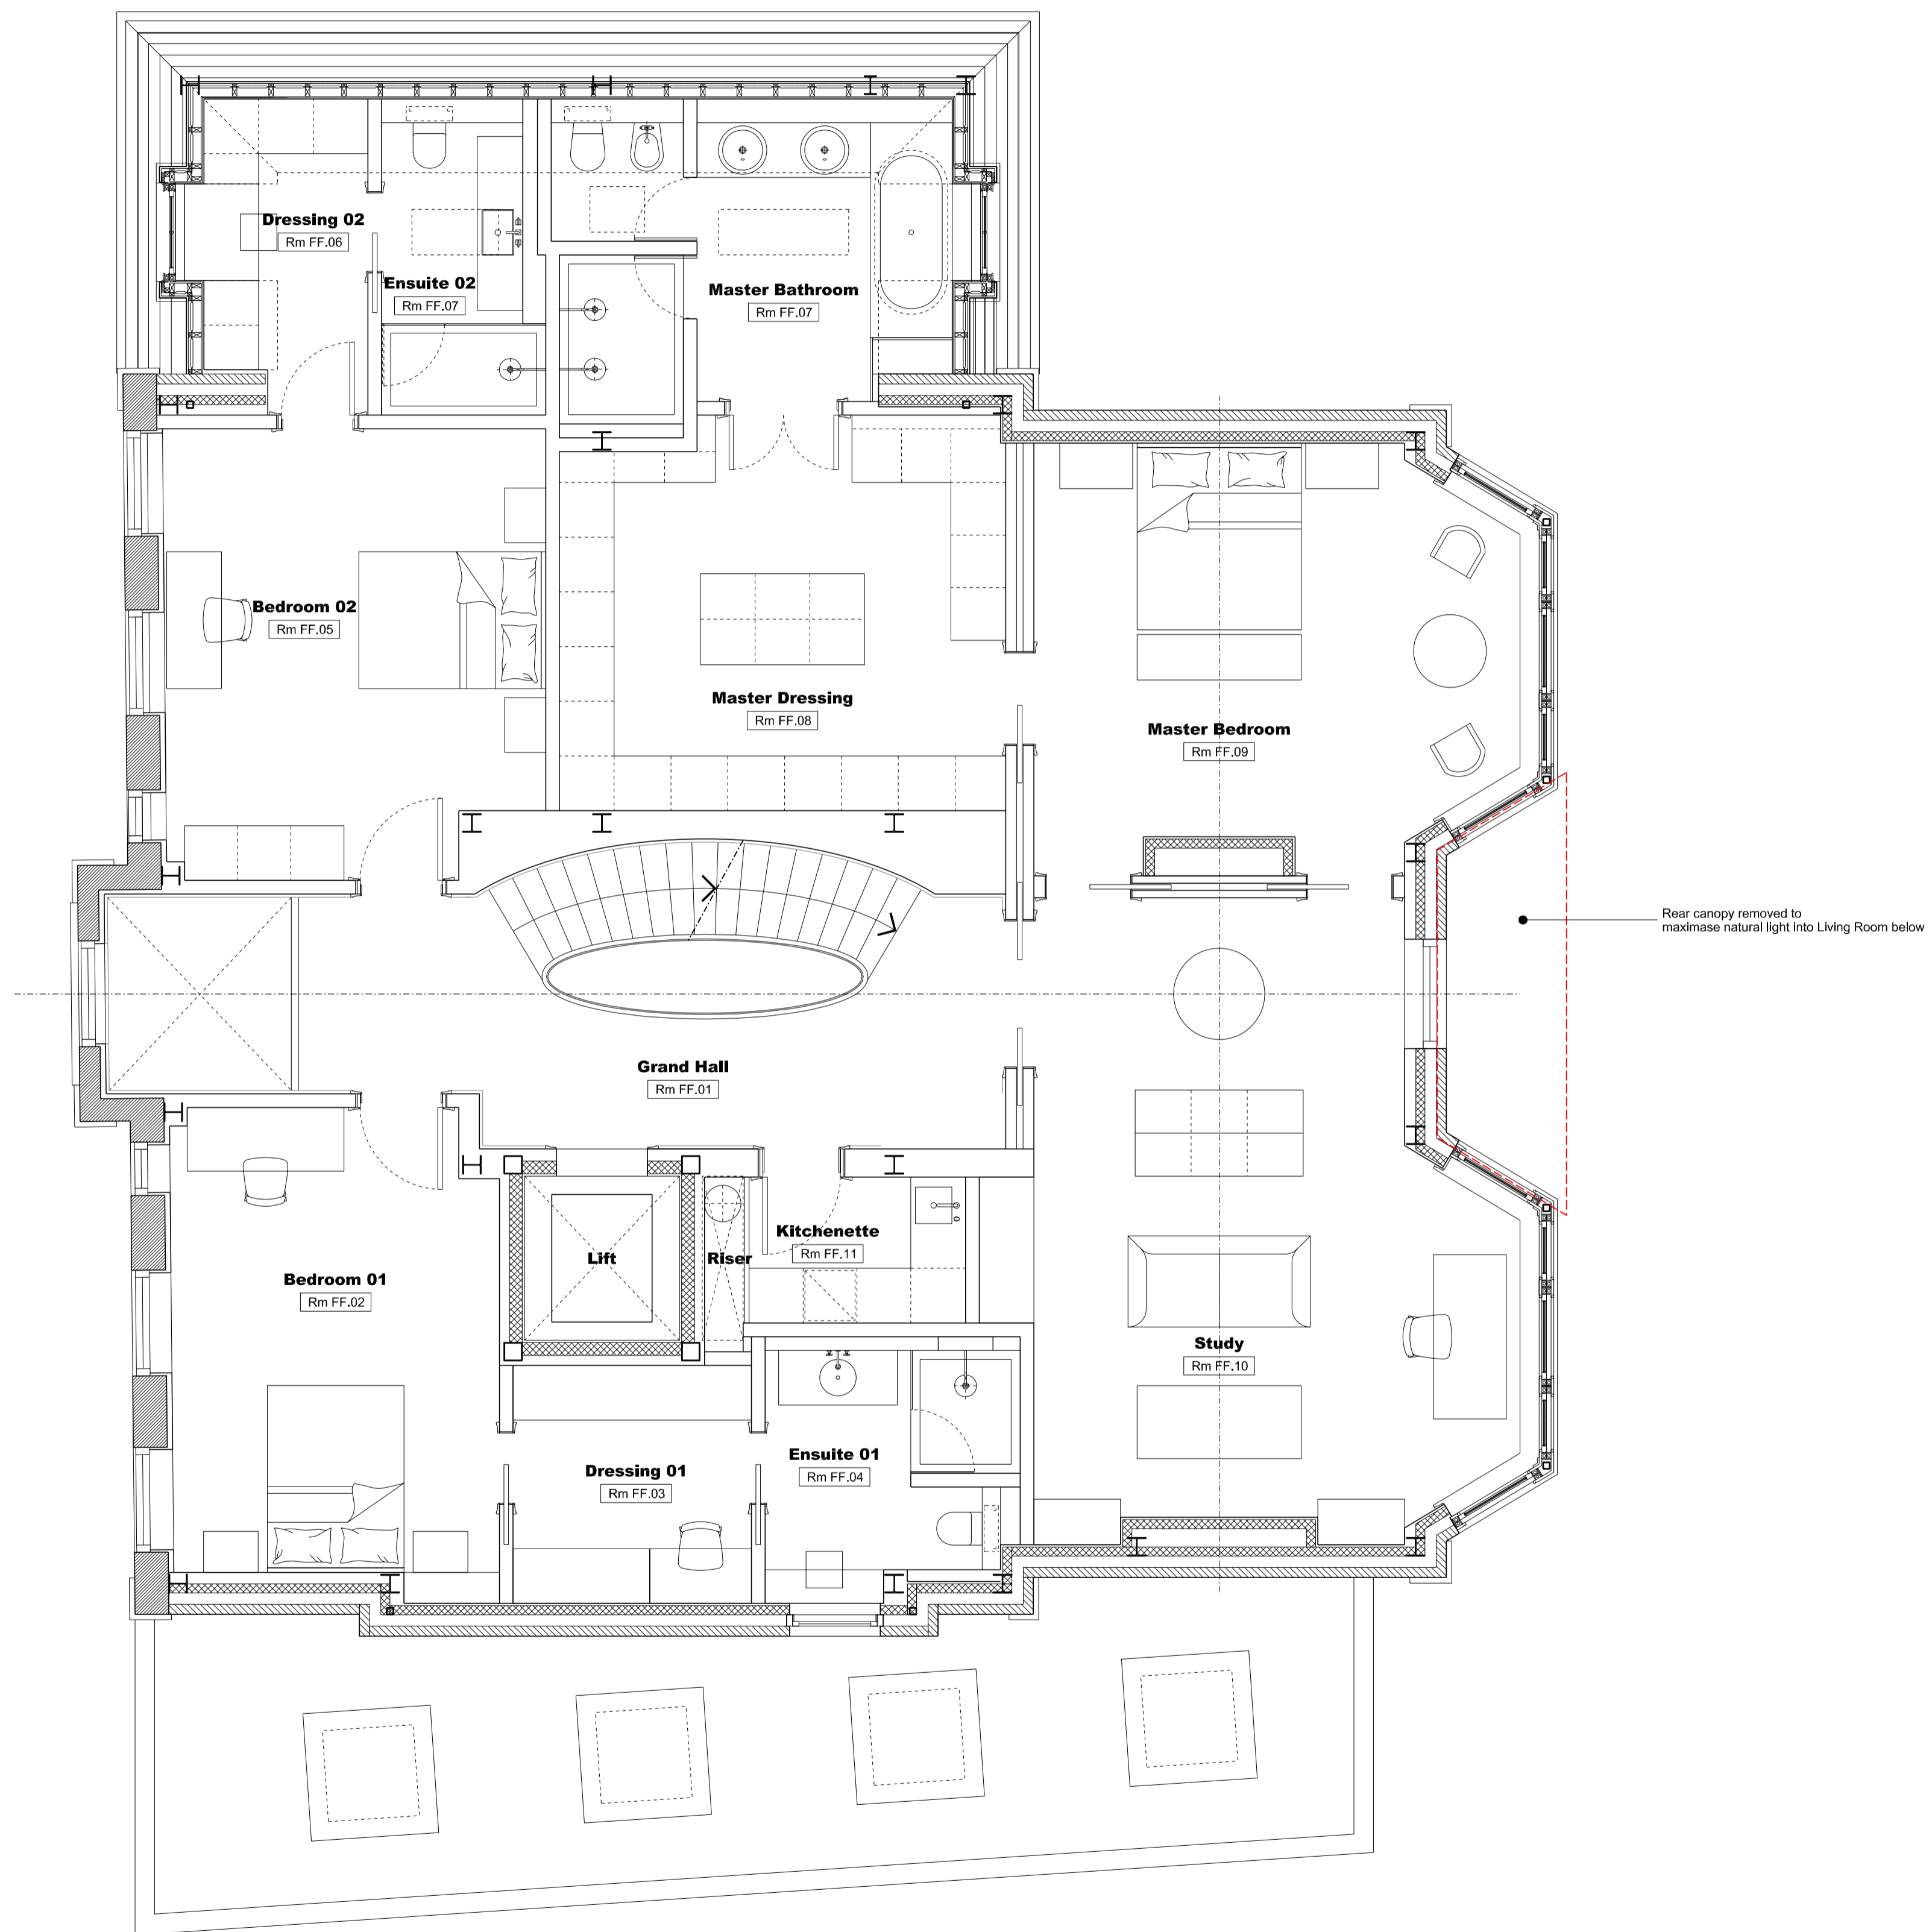 Dressing 02
Rm FF.06
Ensuite 02
Rm FF.07
Master Bathroom
Rm FF.07
Bedroom 02
Rm FF.05
Master Dressing
Rm FF.08
Master Bedroom
Rm FF.09
Rear canopy removed to
maximase natural light into Living Room below
Grand Hall
Rm FF.01
Kitchenette
Rm FF.11
Lift
Riser
Bedroom 01
Rm FF.02
Study
Rm FF.10
Ensuite 01
Rm FF.04
Dressing 01
Rm FF.03